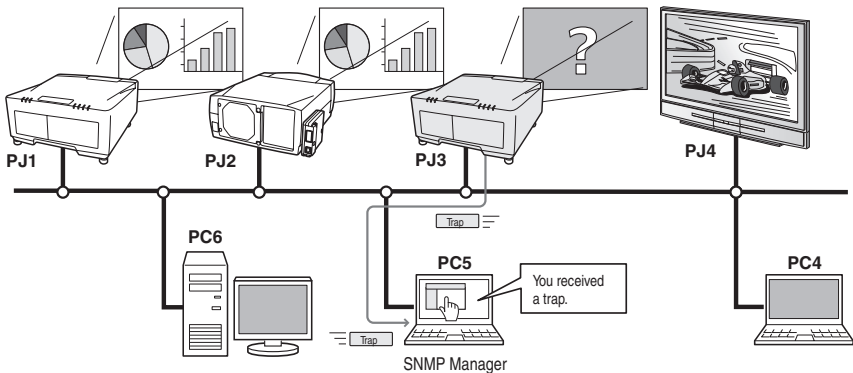 ?
PJ1
PJ2
PJ3
PJ4
Trap
PC6
PC5
PC4
You received
a trap.
Trap
SNMP Manager